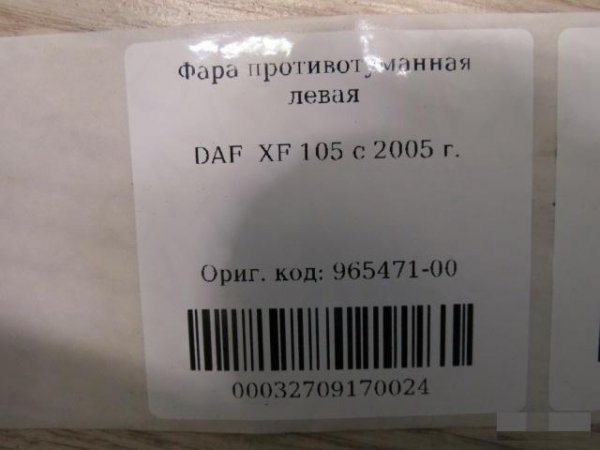 Фара противотуманная
левая
DAF XF 105 с 2005 г.
Ориг. код: 965471-00
00032709170024